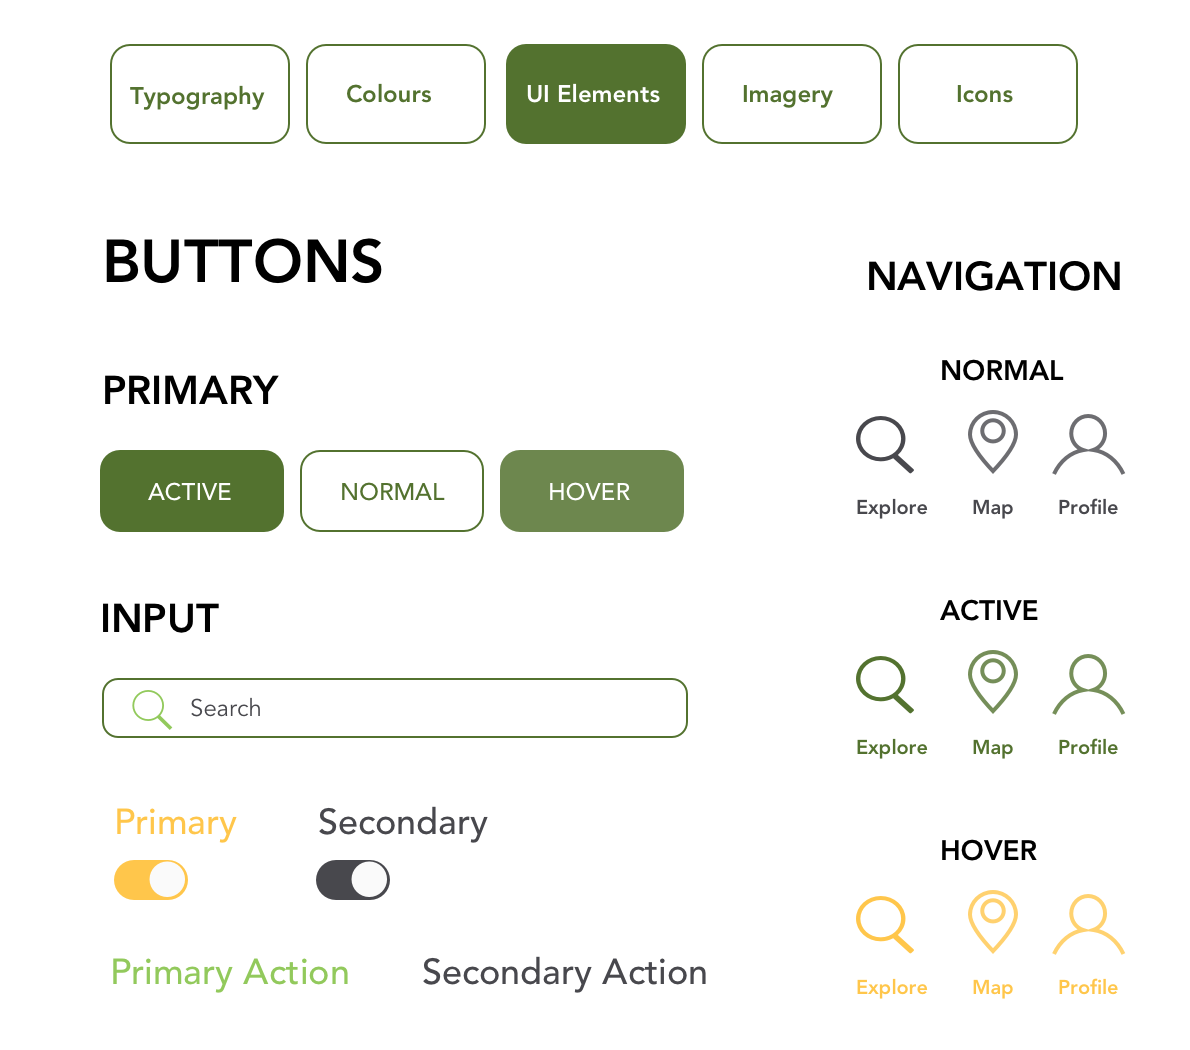 Typography
Colours
UI Elements
Imagery
Icons
BUTTONS
PRIMARY
ACTIVE
NORMAL
HOVER
INPUT
Search
Primary
Secondary
Primary Action
Secondary Action
NAVIGATION
NORMAL
Explore
Map
Profile
ACTIVE
Explore
Map
Profile
HOVER
Explore
Map
Profile